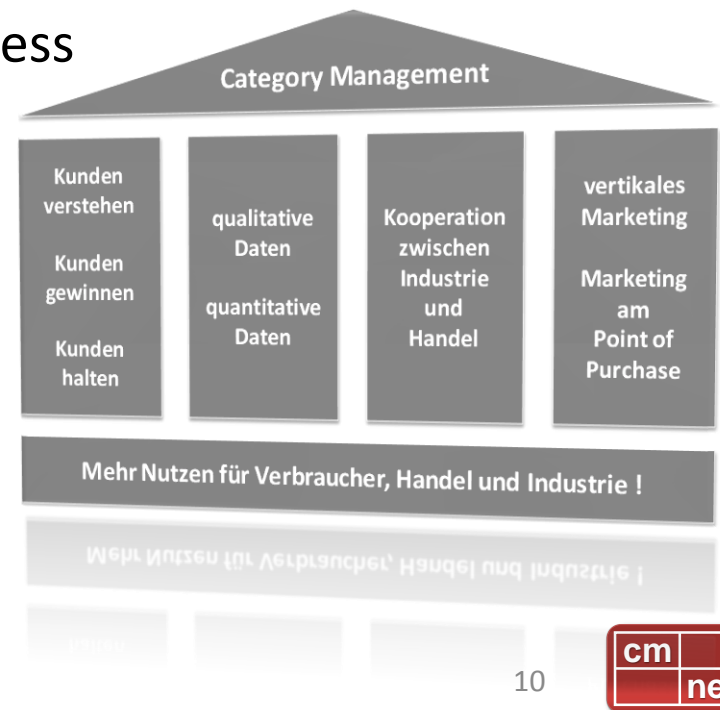 ess
Category Management
Kunden
verstehen
Kunden
gewinnen
Kunden
halten
qualitative
Daten
quantitative
Daten
Kooperation
zwischen
Industrie
und
Handel
vertikales
Marketing
Marketing
am
Point of
Purchase
Mehr Nutzen für Verbraucher, Handel und Industrie !
10
cm
ne